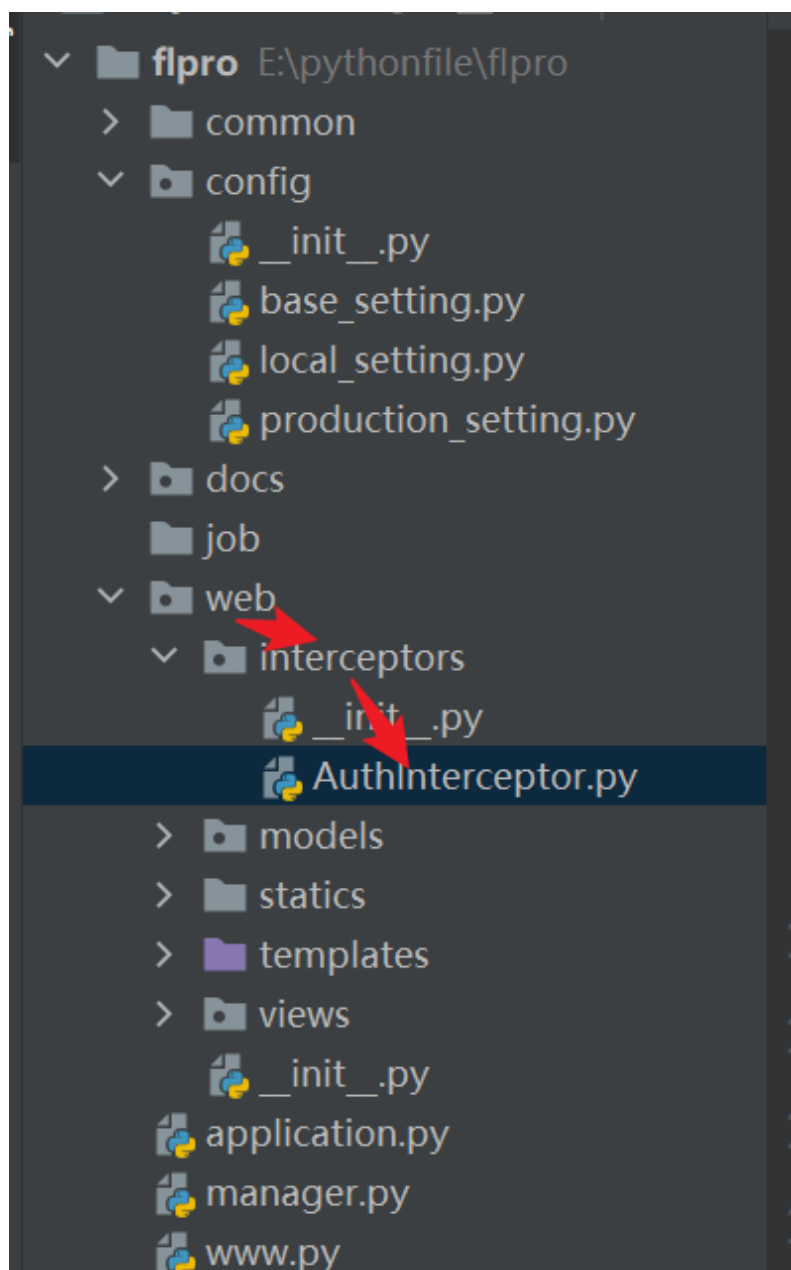 flpro E:\pythonfile\flpro
common
config
__init__.py
base_setting.py
local_setting.py
production_setting.py
docs
job
web
interceptors
__init__.py
AuthInterceptor.py
models
statics
templates
views
__init__.py
application.py
manager.py
www.py